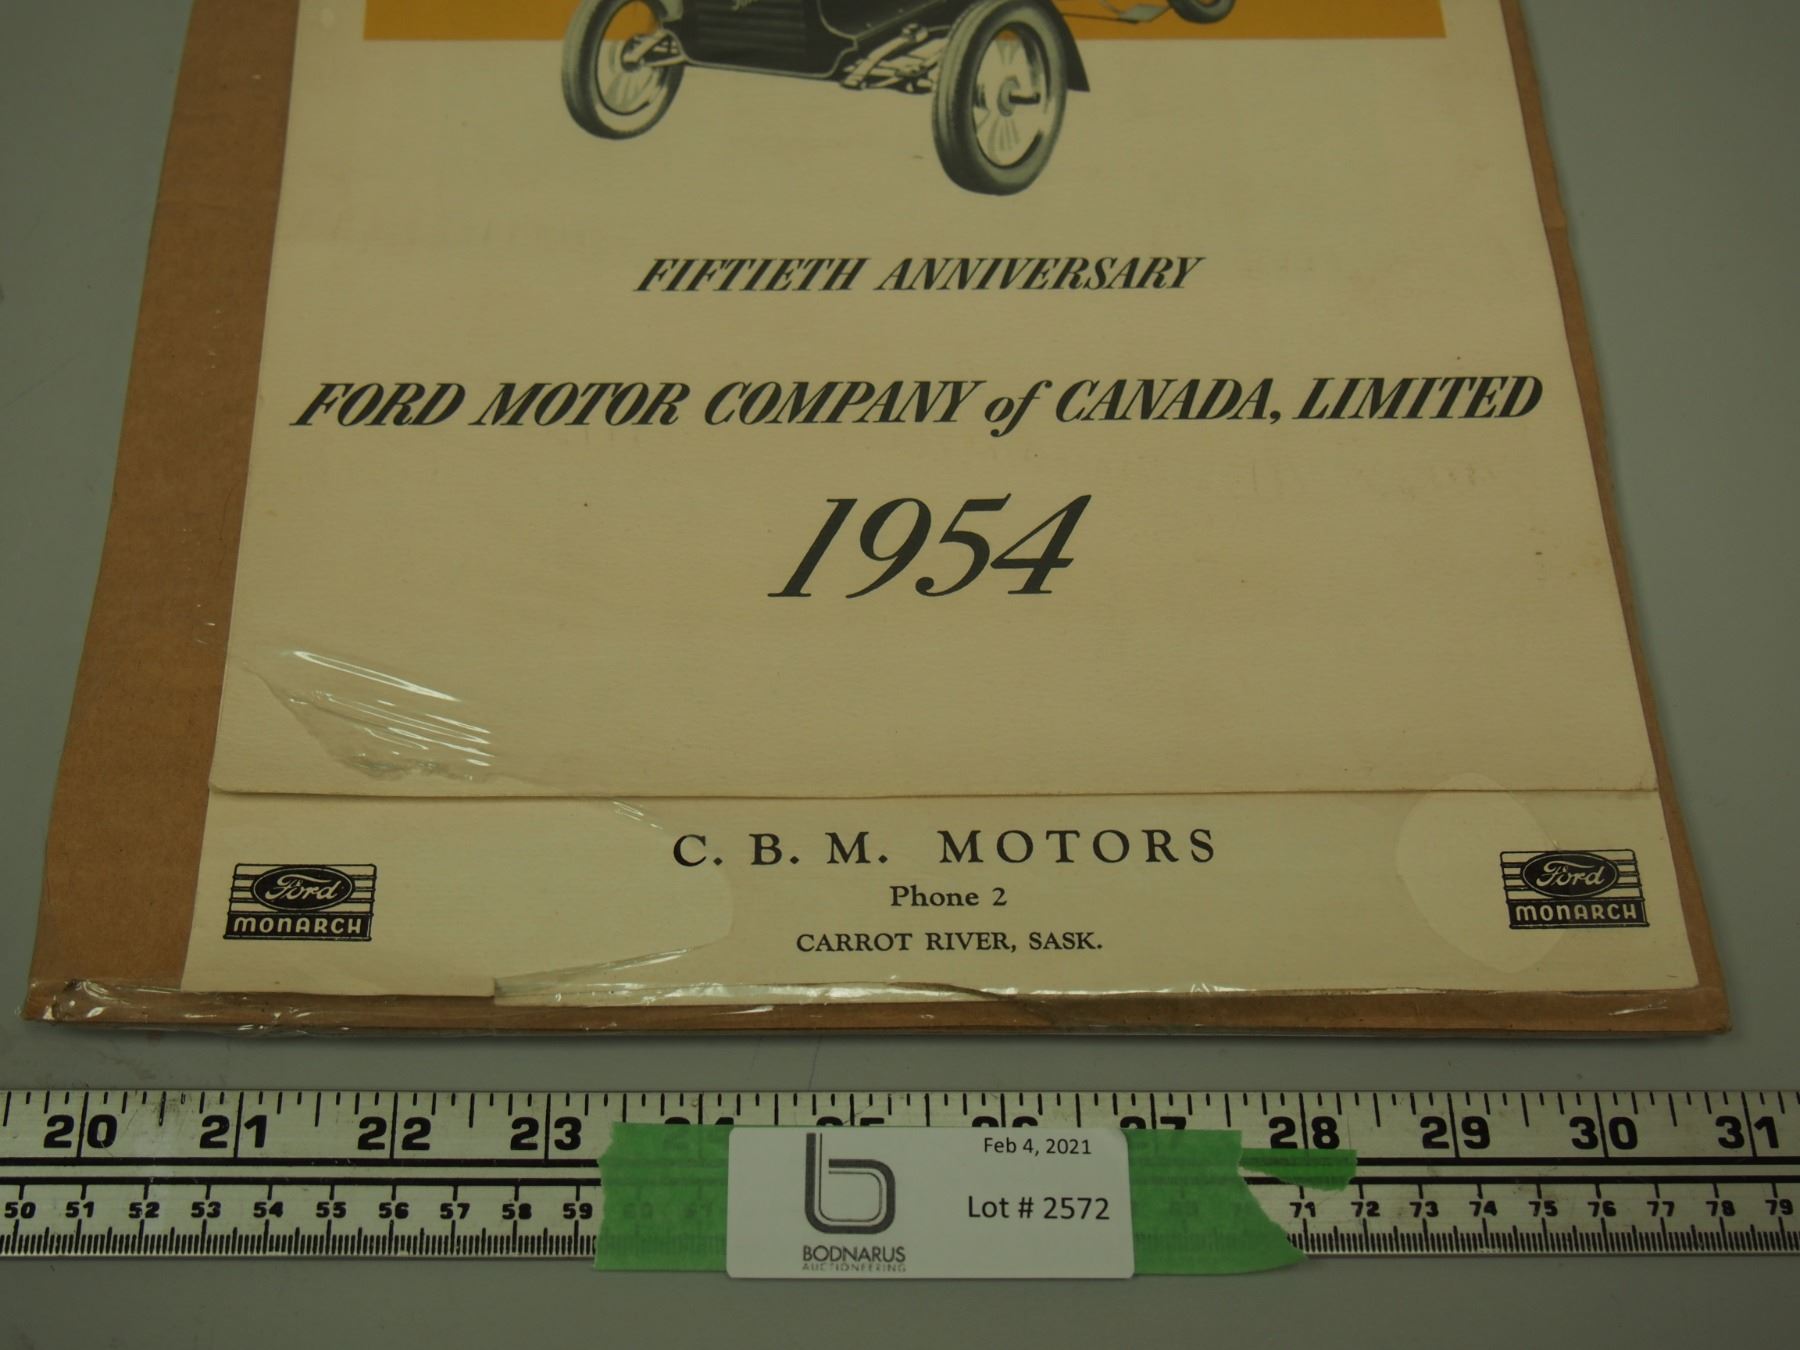 FIFTIETH ANNIVERSARY
FORD MOTOR COMPANY of CANADA, LIMITED
1954
C. B. M. MOTORS
Phone 2
CARROT RIVER, SASK.
Ford
MONARCH
Ford
MONARCH
20 21 22 23 28 29 30 31
50 51 52 53 54 55 56 57 58 59 71 72 73 74 75 76 77 78 79
Feb 4, 2021
Lot # 2572
b
BODNARUS
AUCTIONEERING